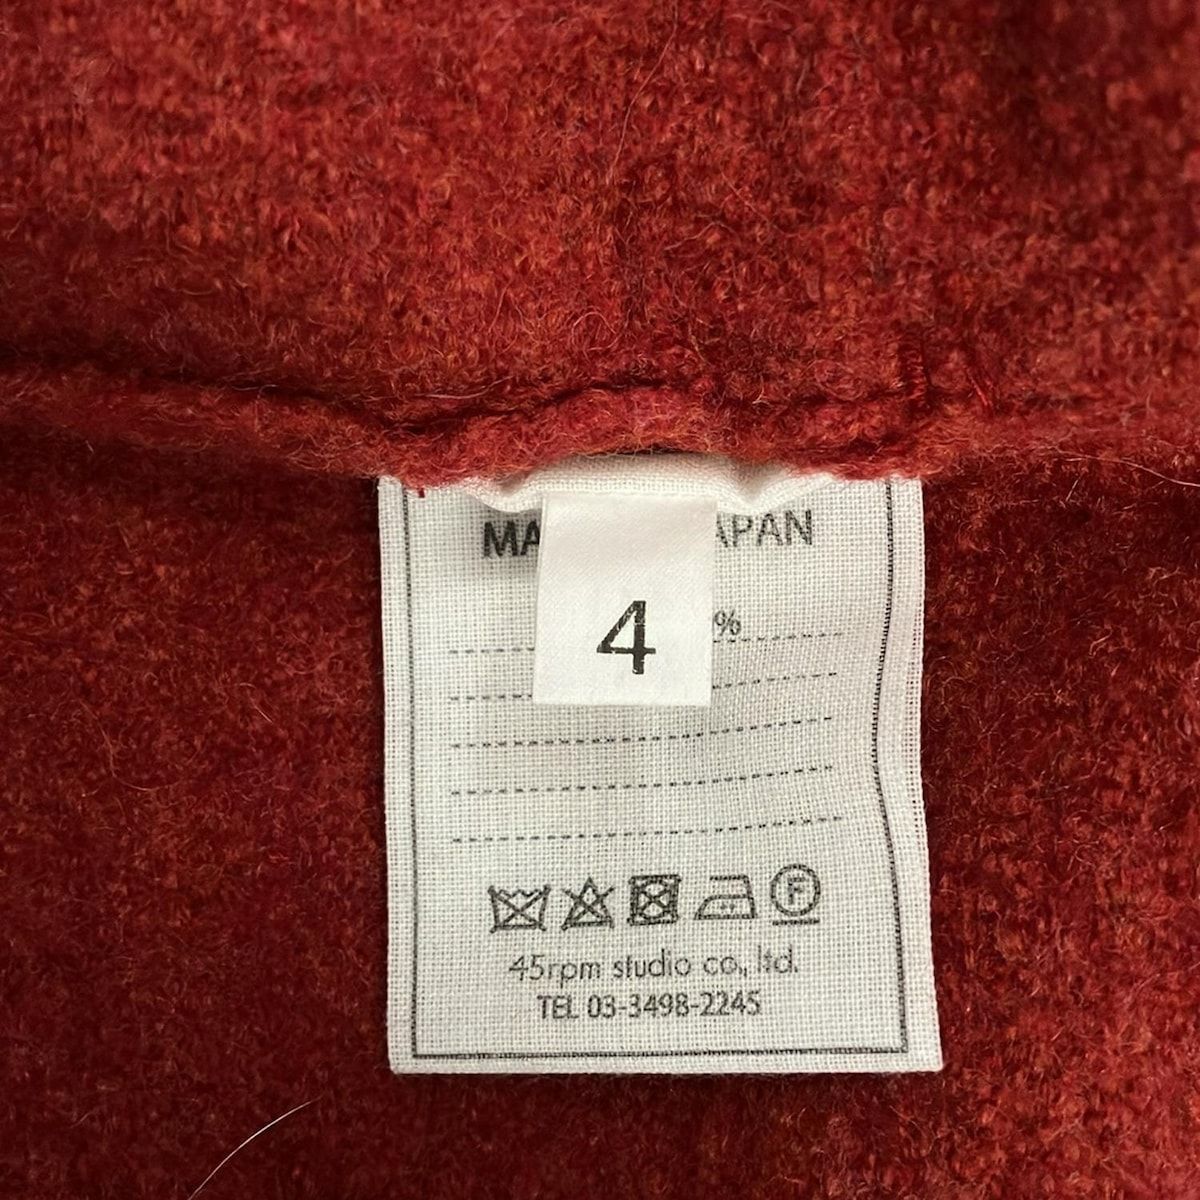 MA APAN
%
4
F
45rpm studio co., ltd.
TEL 03-3498-2245